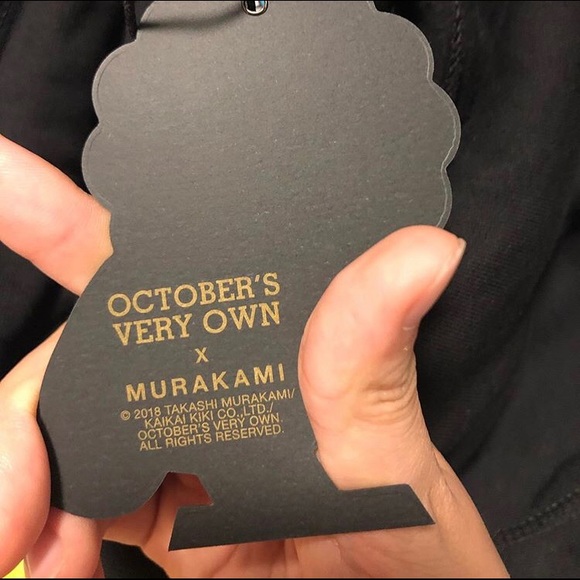 OCTOBER'S
VERY OWN
X
MURAKAMI
© 2018 TAKASHI MURAKAMI/
KAIKAI KIKI CO.,LTD./
OCTOBER'S VERY OWN.
ALL RIGHTS RESERVED.